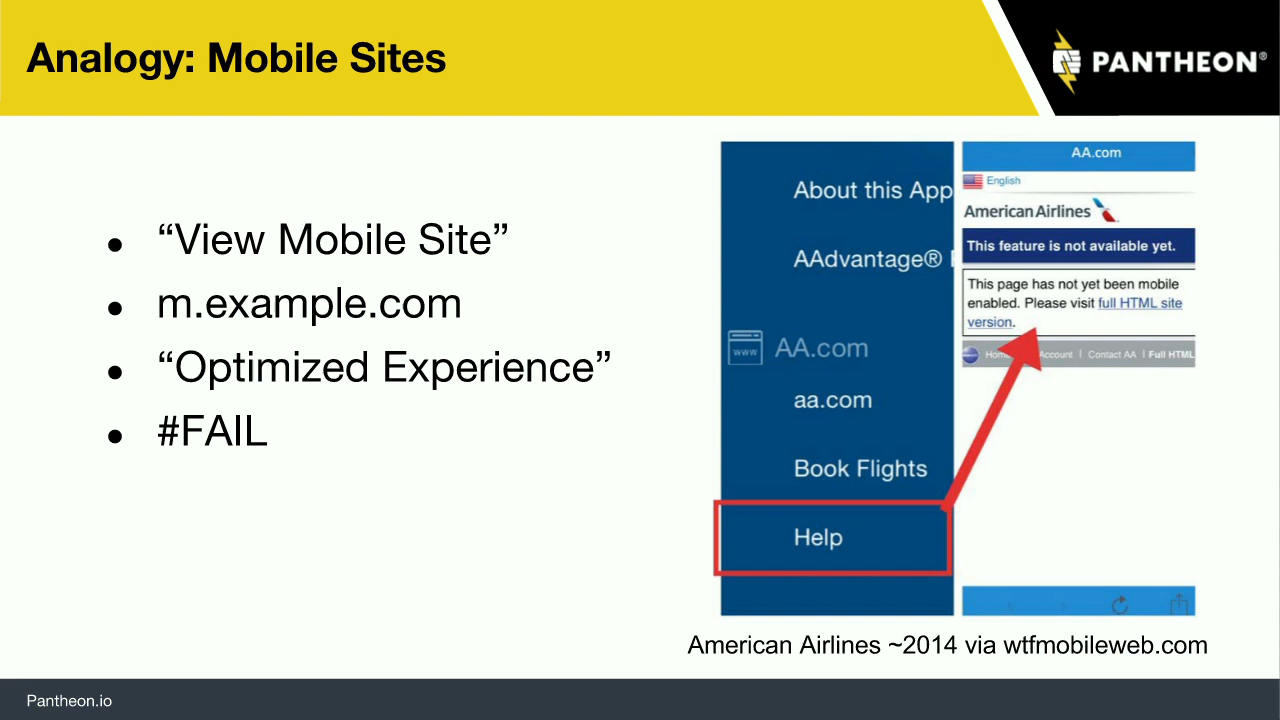 Analogy: Mobile Sites
PANTHEON®
“View Mobile Site”
m.example.com
“Optimized Experience”
#FAIL
About this App
AAdvantage®
www
AA.com
aa.com
Book Flights
Help
AA.com
English
American Airlines
This feature is not available yet.
This page has not yet been mobile
enabled. Please visit full HTML site
version.
Account | Contact AA | Full HTML
American Airlines ~2014 via wtfmobileweb.com
Pantheon.io